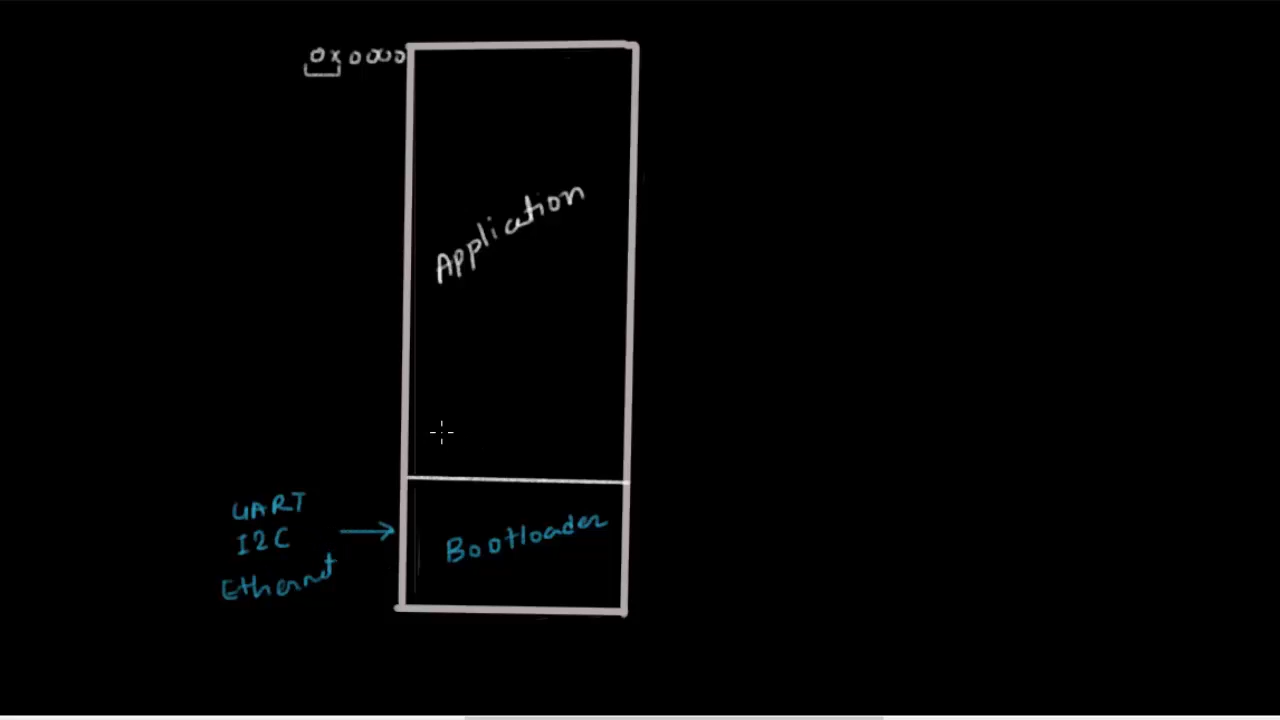 0x0000
Application
UART
I2C
Ethernet
Bootloader